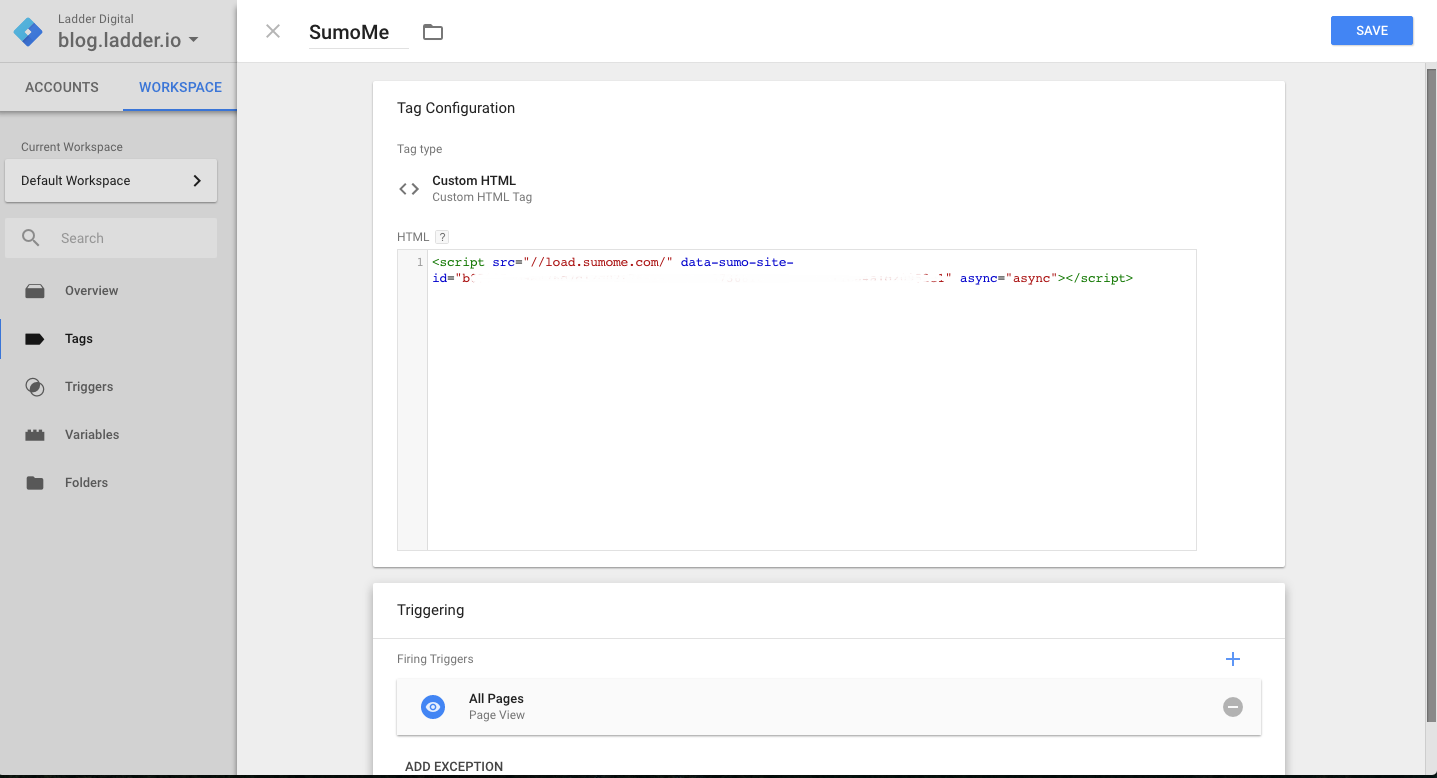 Ladder Digital
blog.ladder.io
SumoMe
SAVE
ACCOUNTS
WORKSPACE
Current Workspace
Default Workspace
Search
Overview
Tags
Triggers
Variables
Folders
Tag Configuration
Tag type
Custom HTML
Custom HTML Tag
HTML ?
1 <script src="//load.sumome.com/" data-sumo-site-
id="b " async="async"></script>
Triggering
Firing Triggers
All Pages
Page View
ADD EXCEPTION